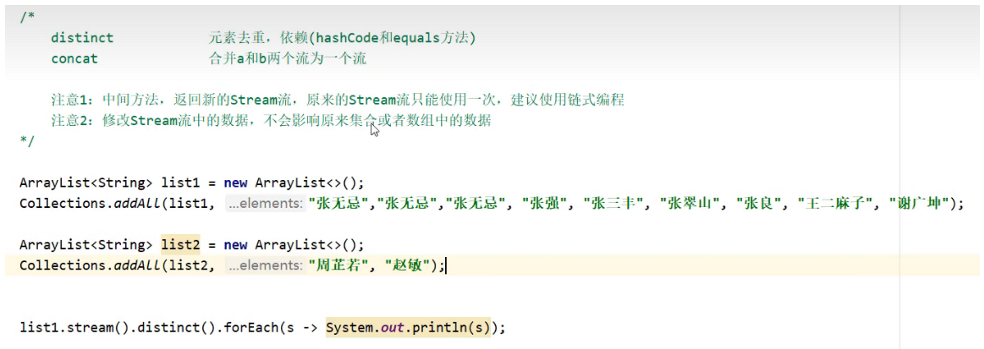 /*
distinct 元素去重，依赖(hashCode和equals方法)
concat 合并a和b两个流为一个流
注意1：中间方法，返回新的Stream流，原来的Stream流只能使用一次，建议使用链式编程
注意2：修改Stream流中的数据，不会影响原来集合或者数组中的数据
*/
ArrayList<String> list1 = new ArrayList<>();
Collections.addAll(list1, ...elements: "张无忌","张无忌","张无忌", "张强", "张三丰", "张翠山", "张良", "王二麻子", "谢广坤");
ArrayList<String> list2 = new ArrayList<>();
Collections.addAll(list2, ...elements: "周芷若", "赵敏");
list1.stream().distinct().forEach(s -> System.out.println(s));